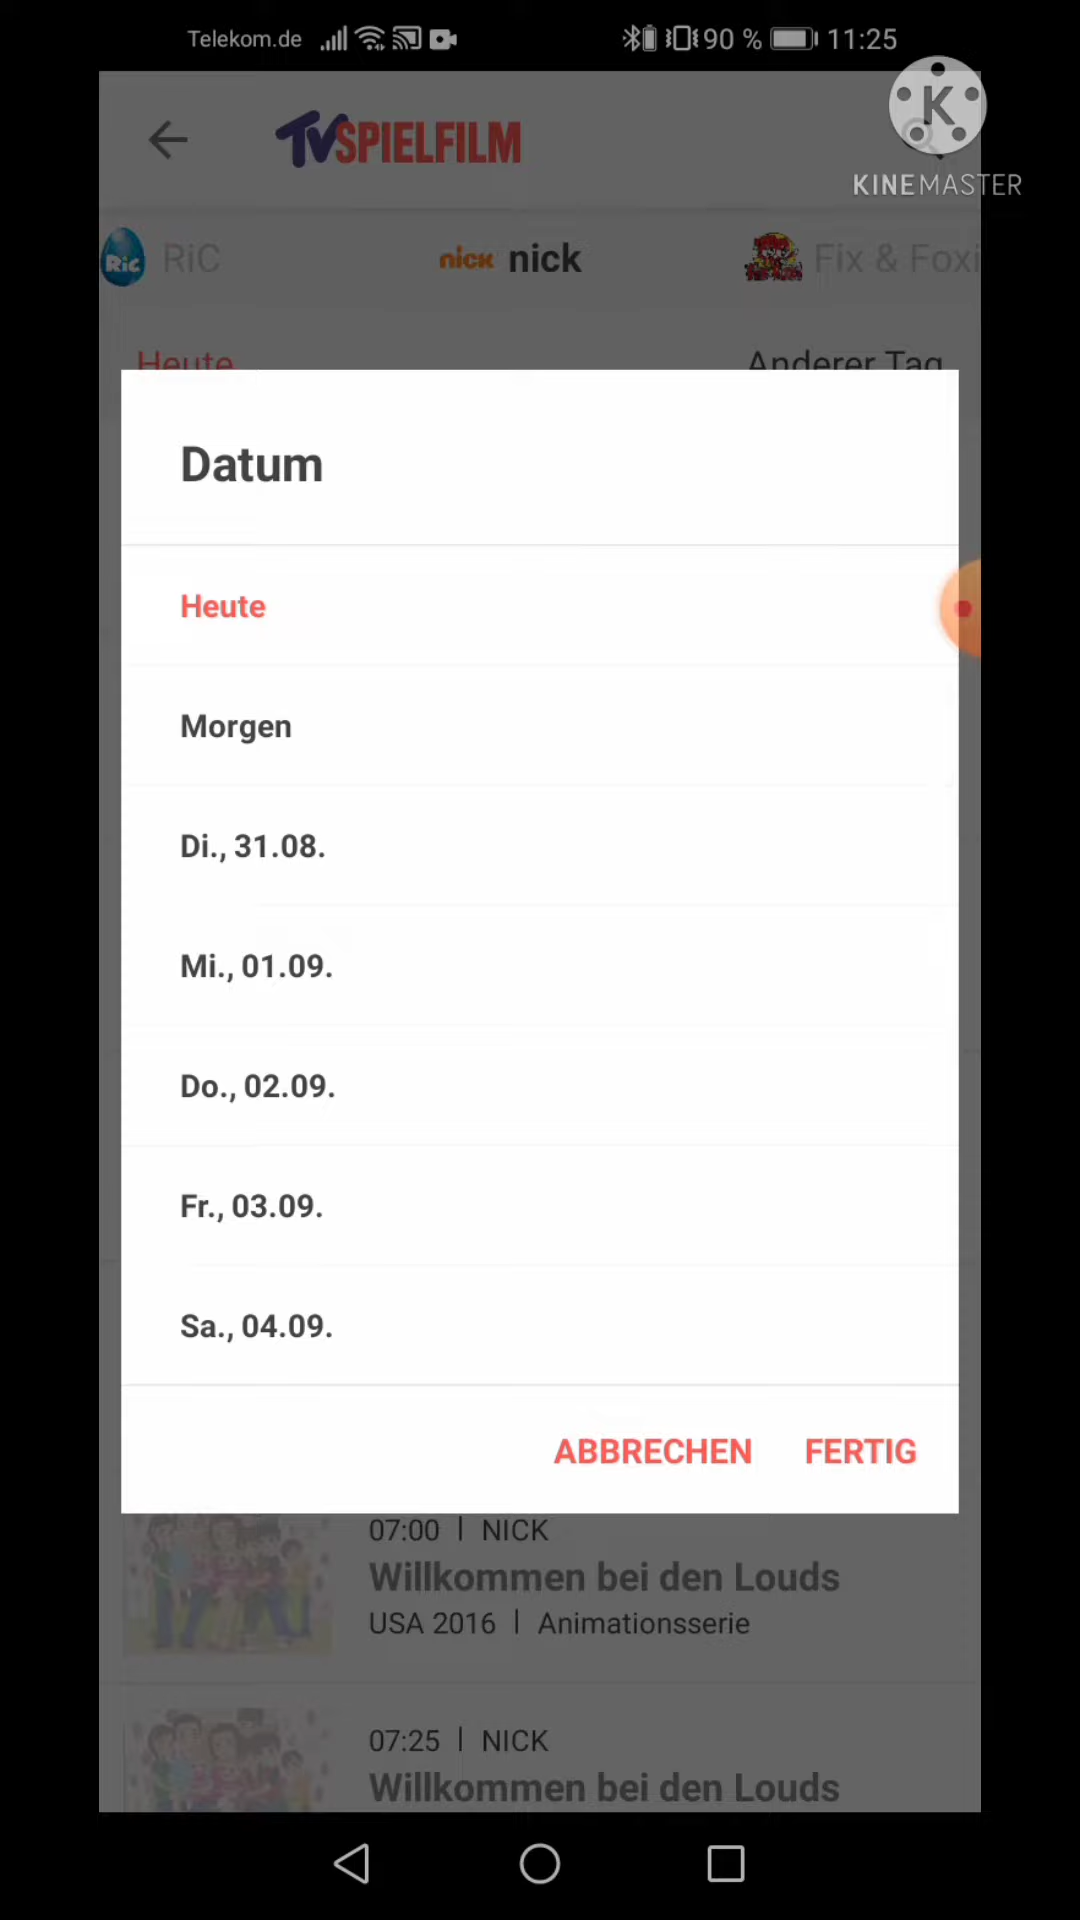 Telekom.de 90 % 11:25
K
KINEMASTER
TVSPIELFILM
RiC RiC nick nick Fix & Foxi
Heute Anderer Tag
Datum
Heute
Morgen
Di., 31.08.
Mi., 01.09.
Do., 02.09.
Fr., 03.09.
Sa., 04.09.
ABBRECHEN FERTIG
07:00 | NICK
Willkommen bei den Louds
USA 2016 | Animationsserie
07:25 | NICK
Willkommen bei den Louds